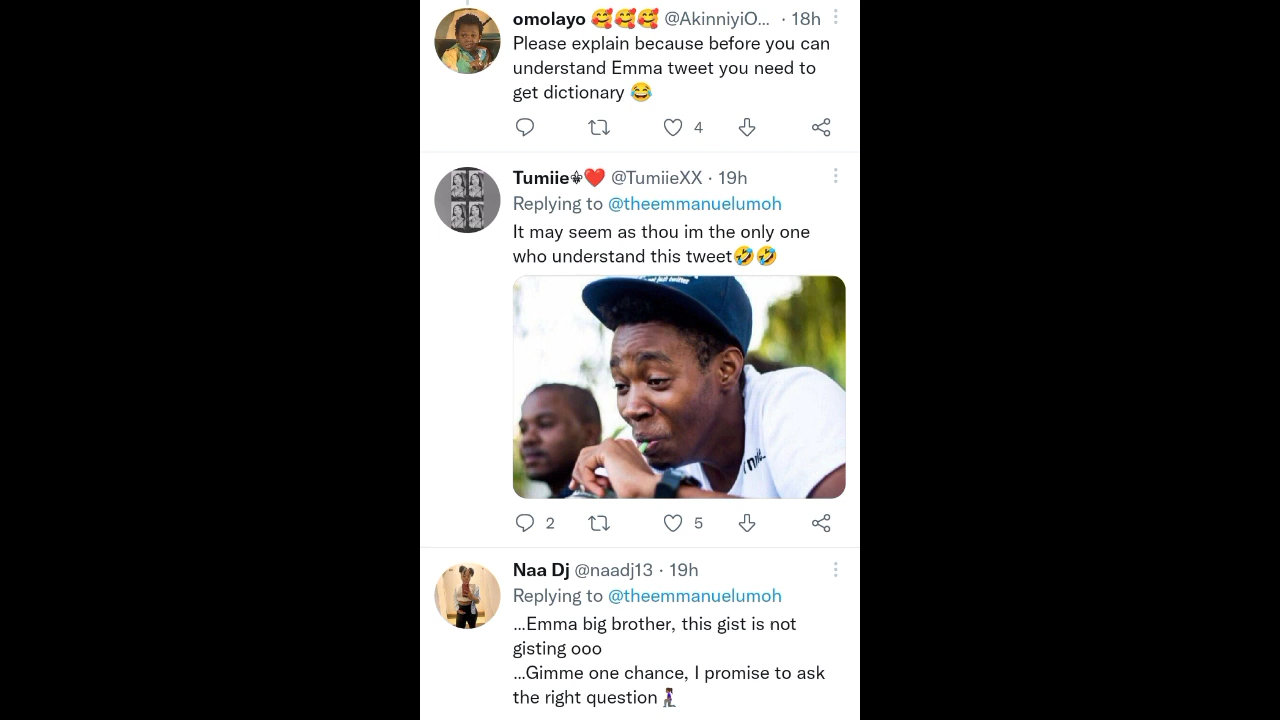 omolayo 🥰🥰🥰 @AkinniyiO... · 18h
Please explain because before you can
understand Emma tweet you need to
get dictionary 😂
4
Tumiie⚜❤️ @TumiieXX · 19h
Replying to @theemmanuelumoh
It may seem as thou im the only one
who understand this tweet🤣🤣
2 5
Naa Dj @naadj13 · 19h
Replying to @theemmanuelumoh
...Emma big brother, this gist is not
gisting ooo
...Gimme one chance, I promise to ask
the right question🧎🏾‍♀️